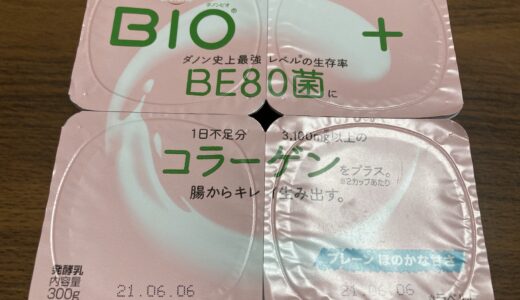 ダノンビオ
BIO® +
ダノン史上最強 レベルの生存率
BE80菌に
1日不足分 3,100mg以上の
コラーゲンをプラス。
※2カップあたり
腸からキレイ生み出す。
プレーン ほのかな甘さ
発酵乳
内容量
300g
21.06.06
21.06.06